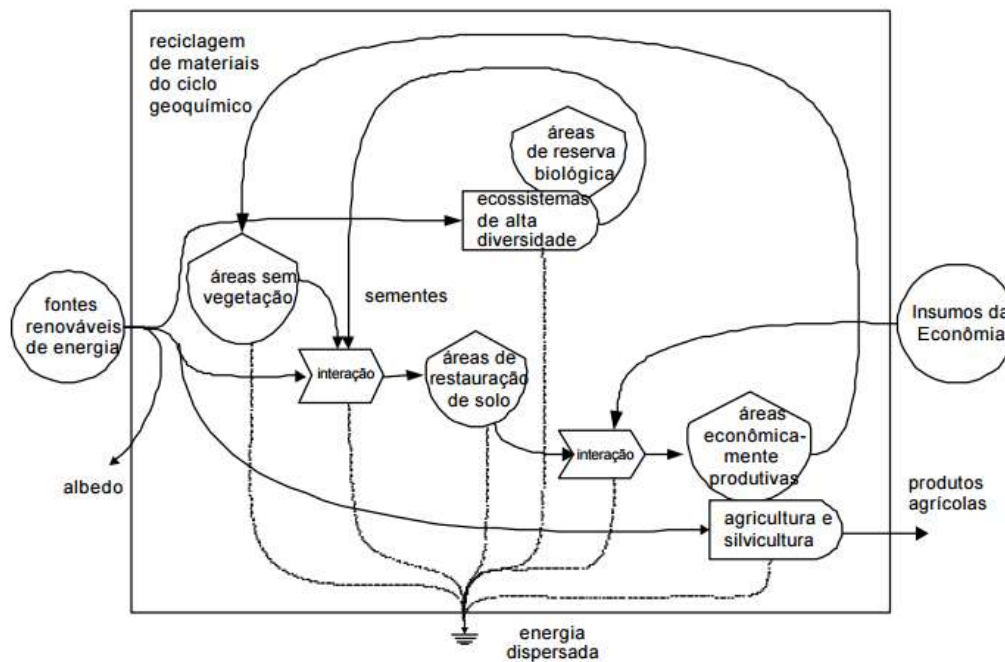 reciclagem
de materiais
do ciclo
geoquímico
áreas
de reserva
biológica
ecossistemas
de alta
diversidade
áreas sem
vegetação
sementes
fontes
renováveis
de energia
Insumos da
Econômia
interação
áreas de
restauração
de solo
áreas
econômica-
mente
produtivas
interação
albedo
produtos
agrícolas
agricultura e
silvicultura
energia
dispersada